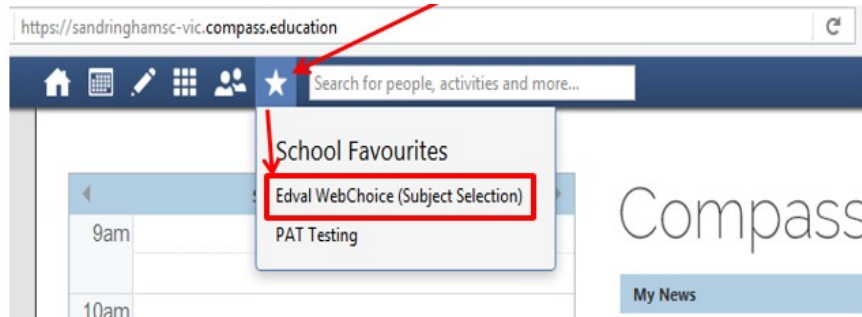 https://sandringhamsc-vic.compass.education
Search for people, activities and more...
School Favourites
Edval WebChoice (Subject Selection)
PAT Testing
9am
10am
Compass
My News